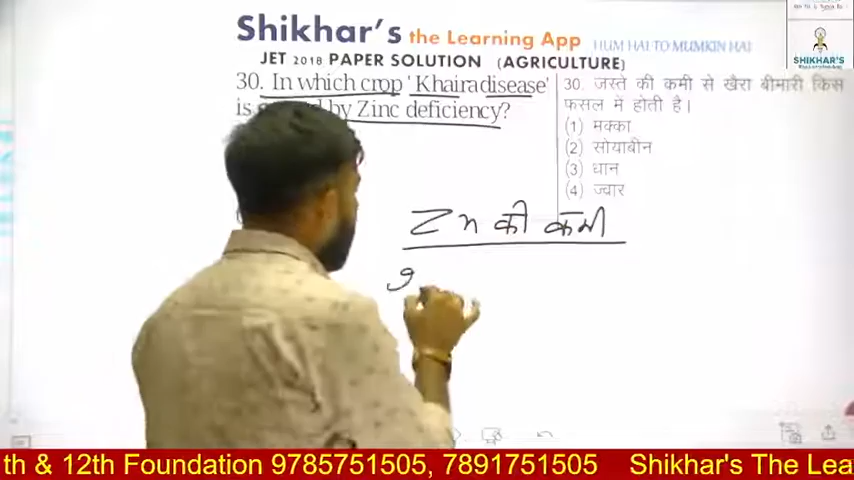 Shikhar's the Learning App HUM HAI TO MUMKIN HAI
JET 2018 PAPER SOLUTION (AGRICULTURE)
30. In which crop 'Khaira disease'
is by Zinc deficiency?
30. जस्ते की कमी से खैरा बीमारी किस
फसल में होती है।
(1) मक्का
(2) सोयाबीन
(3) धान
(4) ज्वार
Zn की कमी
SHIKHAR'S
th & 12th Foundation 9785751505, 7891751505 Shikhar's The Lea